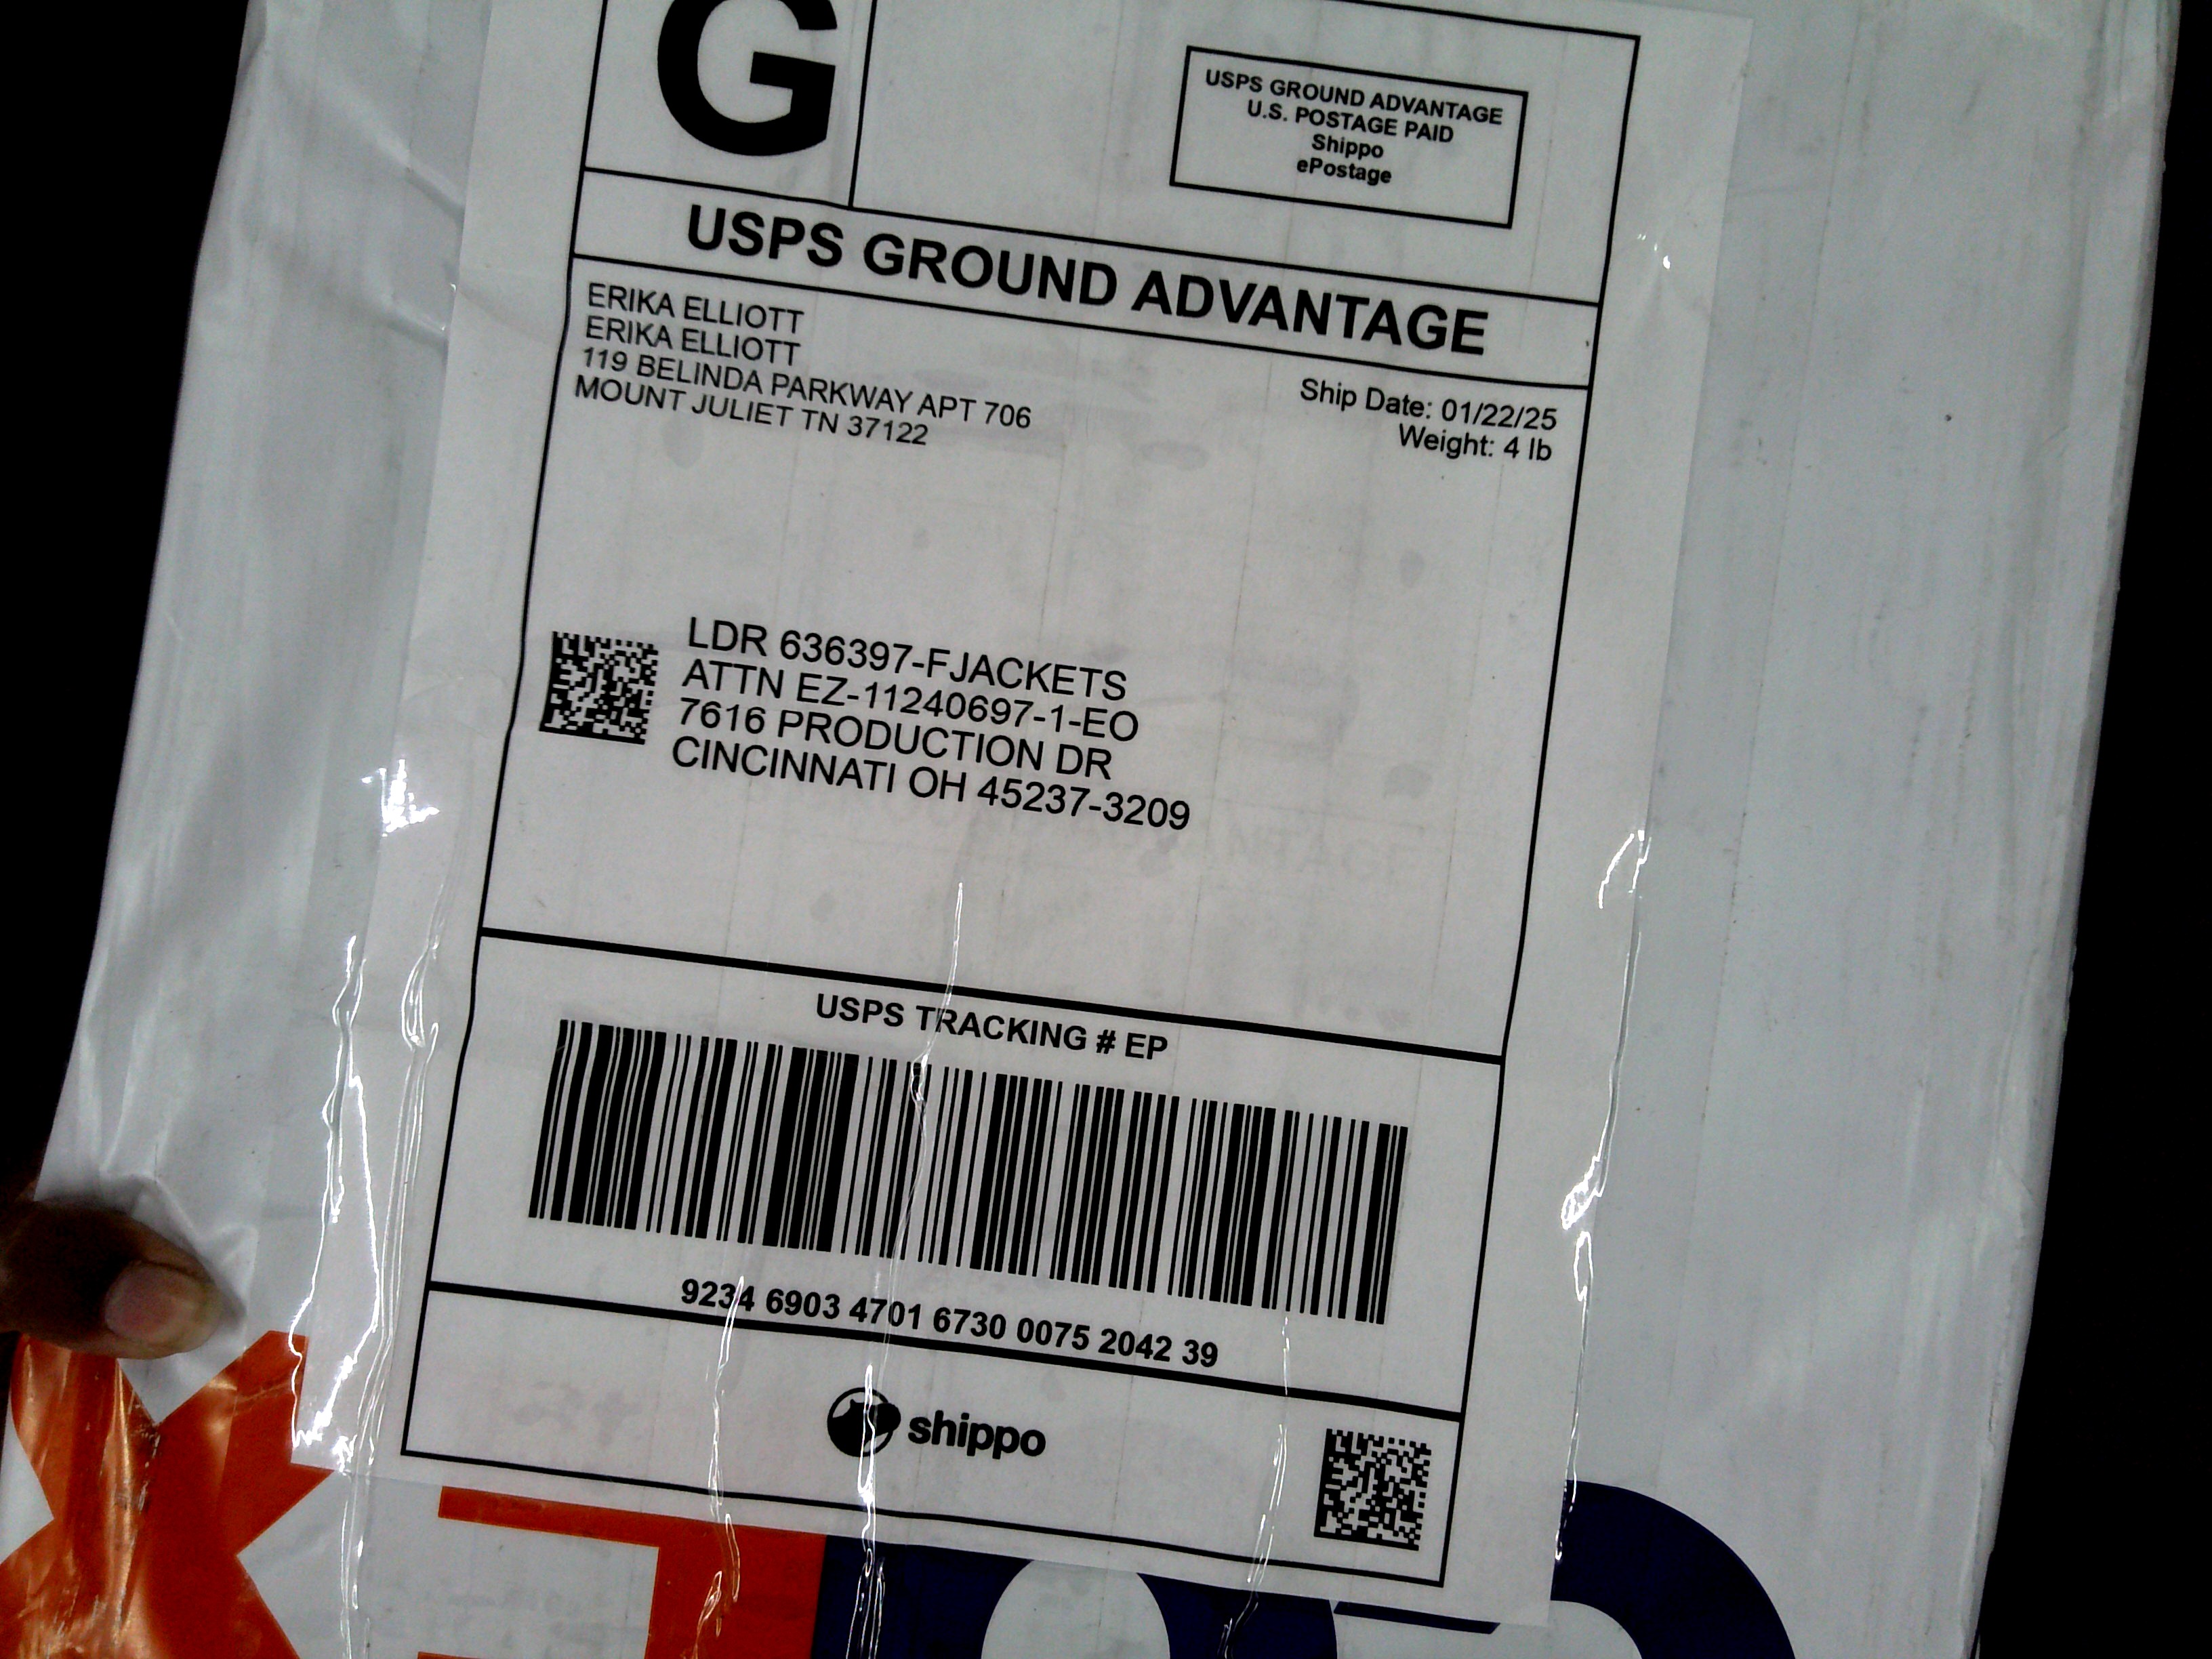 G
USPS GROUND ADVANTAGE
U.S. POSTAGE PAID
Shippo
ePostage
USPS GROUND ADVANTAGE
ERIKA ELLIOTT
ERIKA ELLIOTT
119 BELINDA PARKWAY APT 706
MOUNT JULIET TN 37122
Ship Date: 01/22/25
Weight: 4 lb
LDR 636397-FJACKETS
ATTN EZ-11240697-1-EO
7616 PRODUCTION DR
CINCINNATI OH 45237-3209
USPS TRACKING # EP
9234 6903 4701 6730 0075 2042 39
shippo